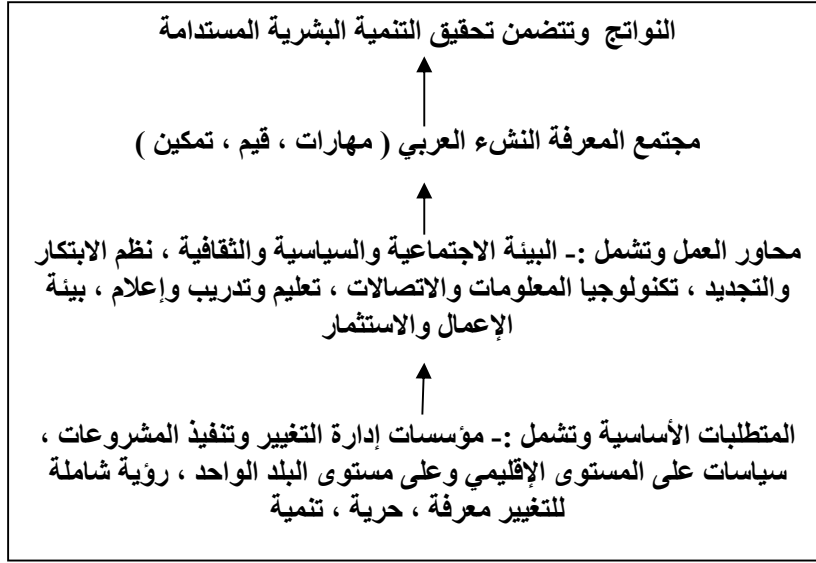 النواتج وتتضمن تحقيق التنمية البشرية المستدامة
مجتمع المعرفة النشء العربي ( مهارات ، قيم ، تمكين )
محاور العمل وتشمل :- البيئة الاجتماعية والسياسية والثقافية ، نظم الابتكار
والتجديد ، تكنولوجيا المعلومات والاتصالات ، تعليم وتدريب وإعلام ، بيئة
الإعمال والاستثمار
المتطلبات الأساسية وتشمل :- مؤسسات إدارة التغيير وتنفيذ المشروعات ،
سياسات على المستوى الإقليمي وعلى مستوى البلد الواحد ، رؤية شاملة
للتغيير معرفة ، حرية ، تنمية